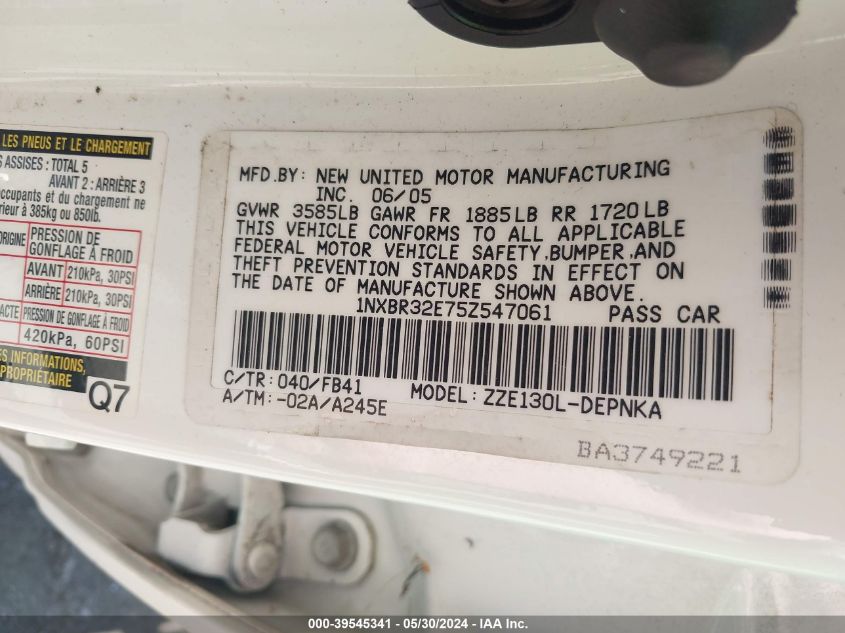 LES PNEUS ET LE CHARGEMENT
ASSISES : TOTAL 5
AVANT 2 : ARRIÈRE 3
occupants et du chargement ne
385kg ou 850lb.
ORIGINE PRESSION DE
GONFLAGE À FROID
AVANT 210kPa, 30PSI
ARRIÈRE 210kPa, 30PSI
PRESSION DE GONFLAGE À FROID
420kPa, 60PSI
INFORMATIONS,
PROPRIÉTAIRE
Q7
MFD.BY: NEW UNITED MOTOR MANUFACTURING
INC. 06/05
GVWR 3585LB GAWR FR 1885LB RR 1720LB
THIS VEHICLE CONFORMS TO ALL APPLICABLE
FEDERAL MOTOR VEHICLE SAFETY,BUMPER,AND
THEFT PREVENTION STANDARDS IN EFFECT ON
THE DATE OF MANUFACTURE SHOWN ABOVE.
1NXBR32E75Z547061 PASS CAR
C/TR: 040/FB41 MODEL: ZZE130L-DEPNKA
A/TM: -02A/A245E
BA3749221
000-39545341 / 05/30/2024 - IAA Inc.